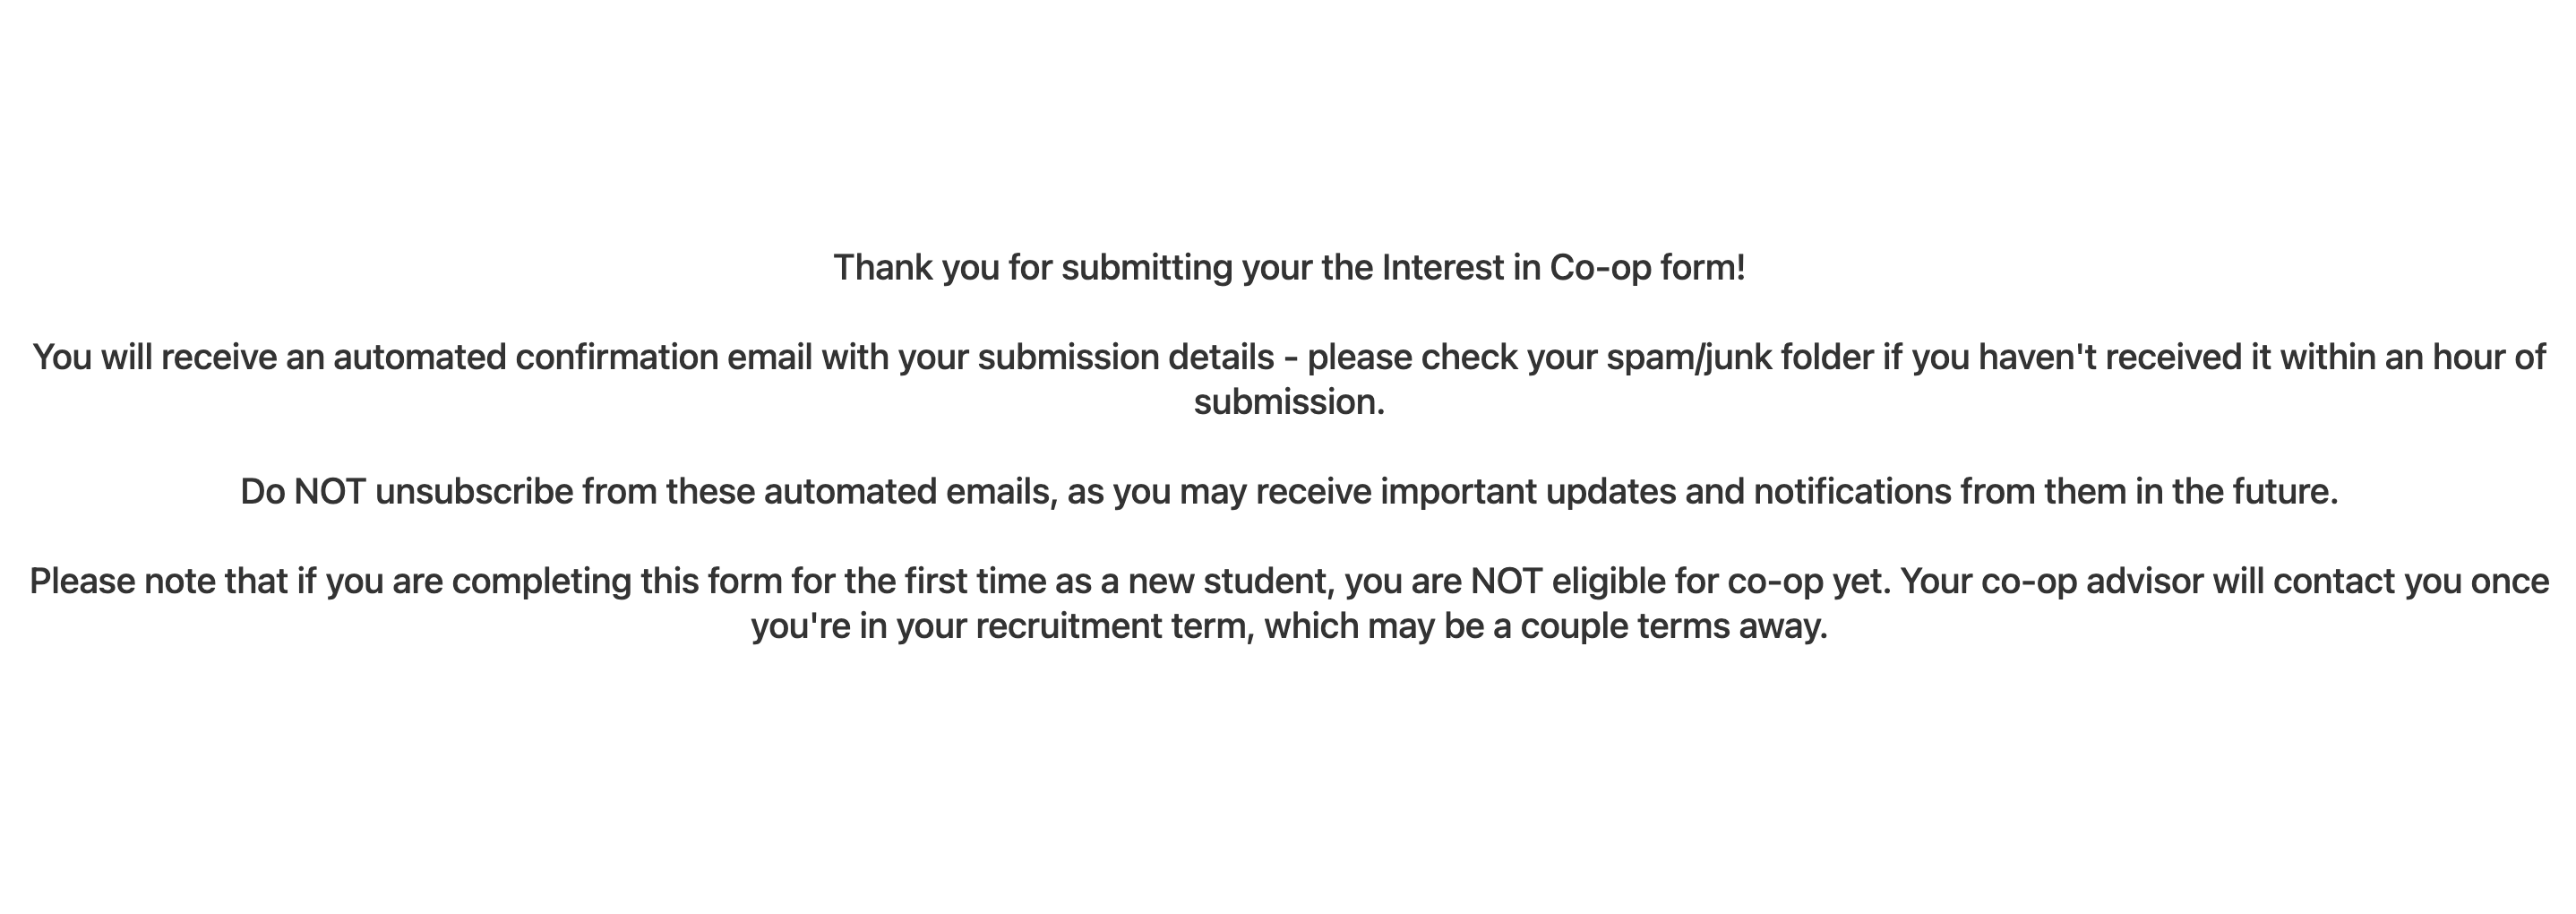 Thank you for submitting your the Interest in Co-op form!
You will receive an automated confirmation email with your submission details - please check your spam/junk folder if you haven't received it within an hour of
submission.
Do NOT unsubscribe from these automated emails, as you may receive important updates and notifications from them in the future.
Please note that if you are completing this form for the first time as a new student, you are NOT eligible for co-op yet. Your co-op advisor will contact you once
you're in your recruitment term, which may be a couple terms away.